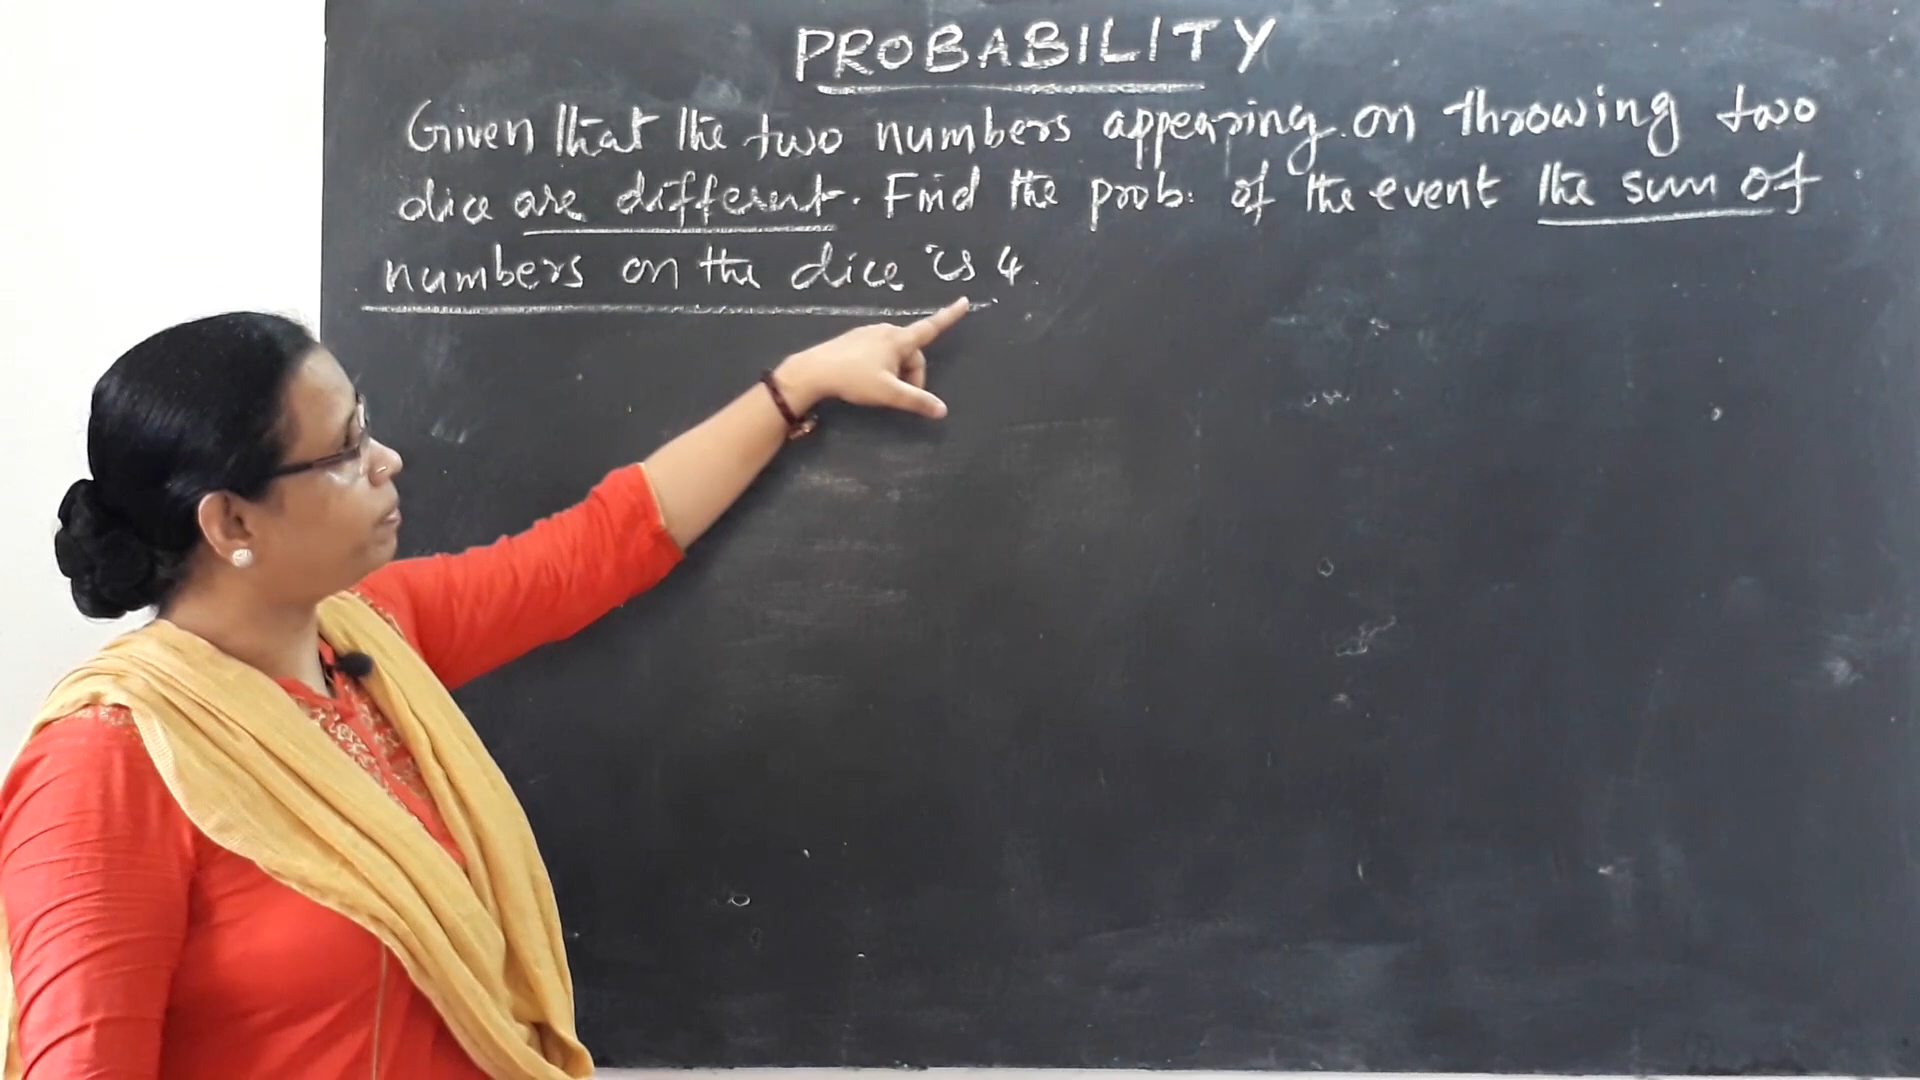 PROBABILITY
Given that the two numbers appearing on throwing two
dice are different. Find the prob. of the event the sum of
numbers on the dice is 4.